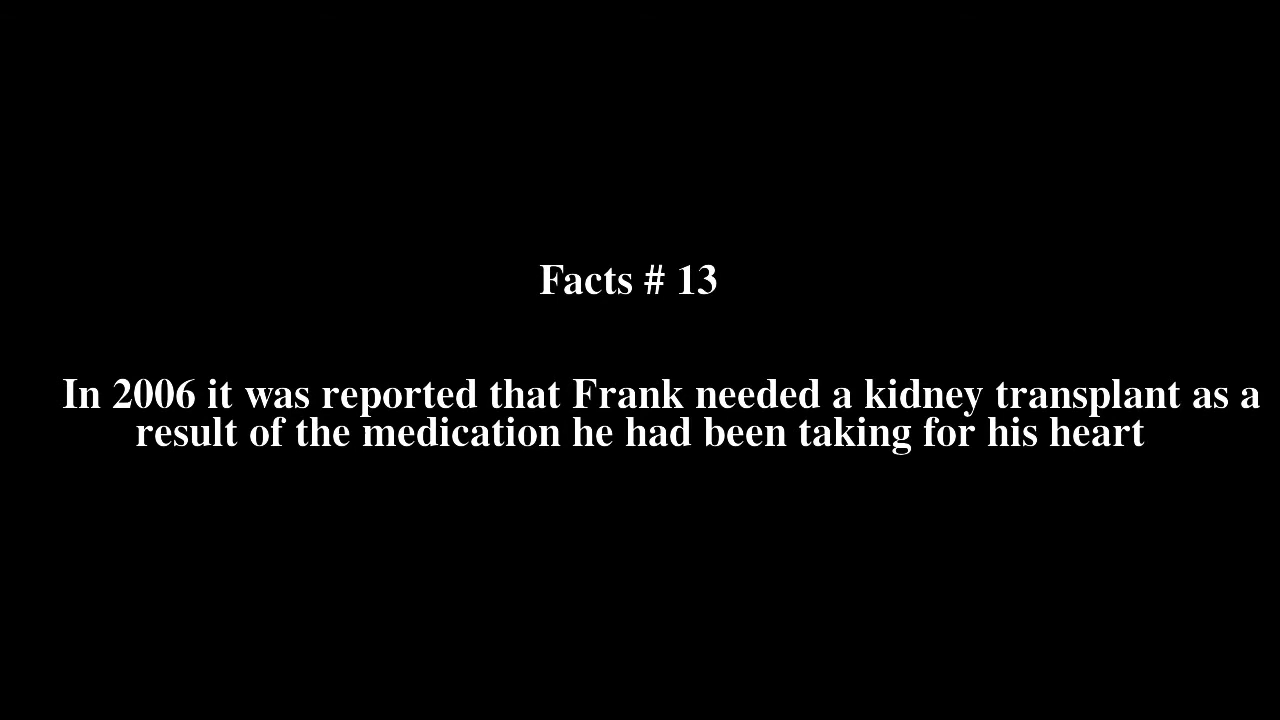 Facts # 13
In 2006 it was reported that Frank needed a kidney transplant as a
result of the medication he had been taking for his heart